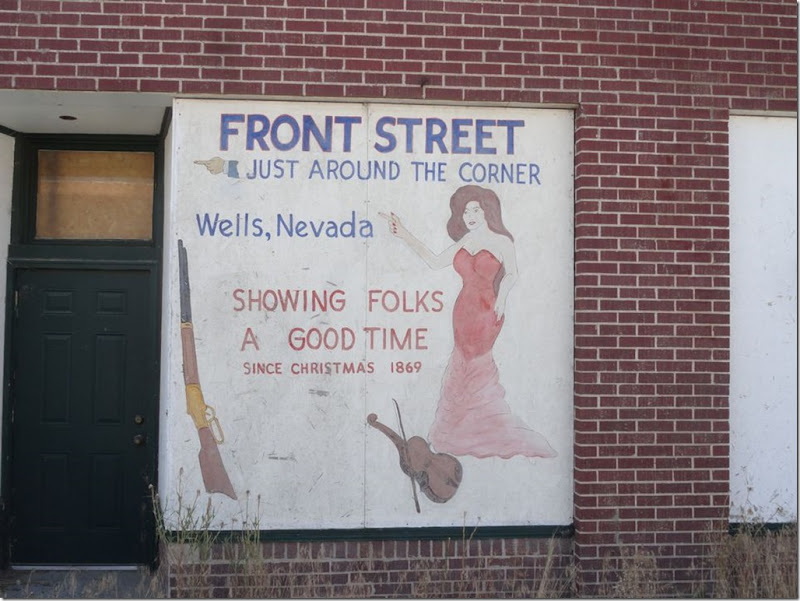 FRONT STREET
JUST AROUND THE CORNER
Wells, Nevada
SHOWING FOLKS
A GOOD TIME
SINCE CHRISTMAS 1869